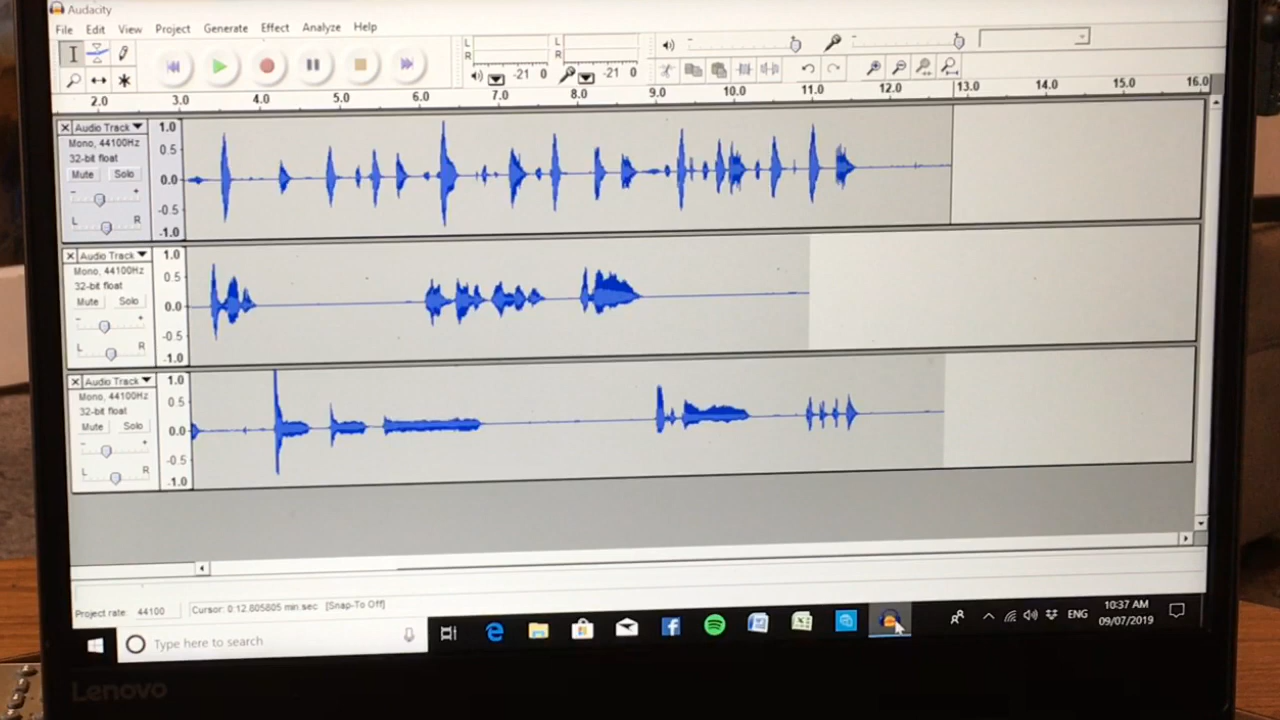 Audacity
File Edit View Project Generate Effect Analyze Help
L
R
-21 0
L
R
-21 0
2.0 3.0 4.0 5.0 6.0 7.0 8.0 9.0 10.0 11.0 12.0 13.0 14.0 15.0 16.0
Audio Track
Mono, 44100Hz
32-bit float
Mute Solo
- +
L R
1.0
0.5
0.0
-0.5
-1.0
Audio Track
Mono, 44100Hz
32-bit float
Mute Solo
- +
L R
1.0
0.5
0.0
-0.5
-1.0
Audio Track
Mono, 44100Hz
32-bit float
Mute Solo
- +
L R
1.0
0.5
0.0
-0.5
-1.0
Project rate: 44100 Cursor: 0:12.805805 min:sec [Snap-To Off]
Type here to search
ENG
10:37 AM
09/07/2019
Lenovo